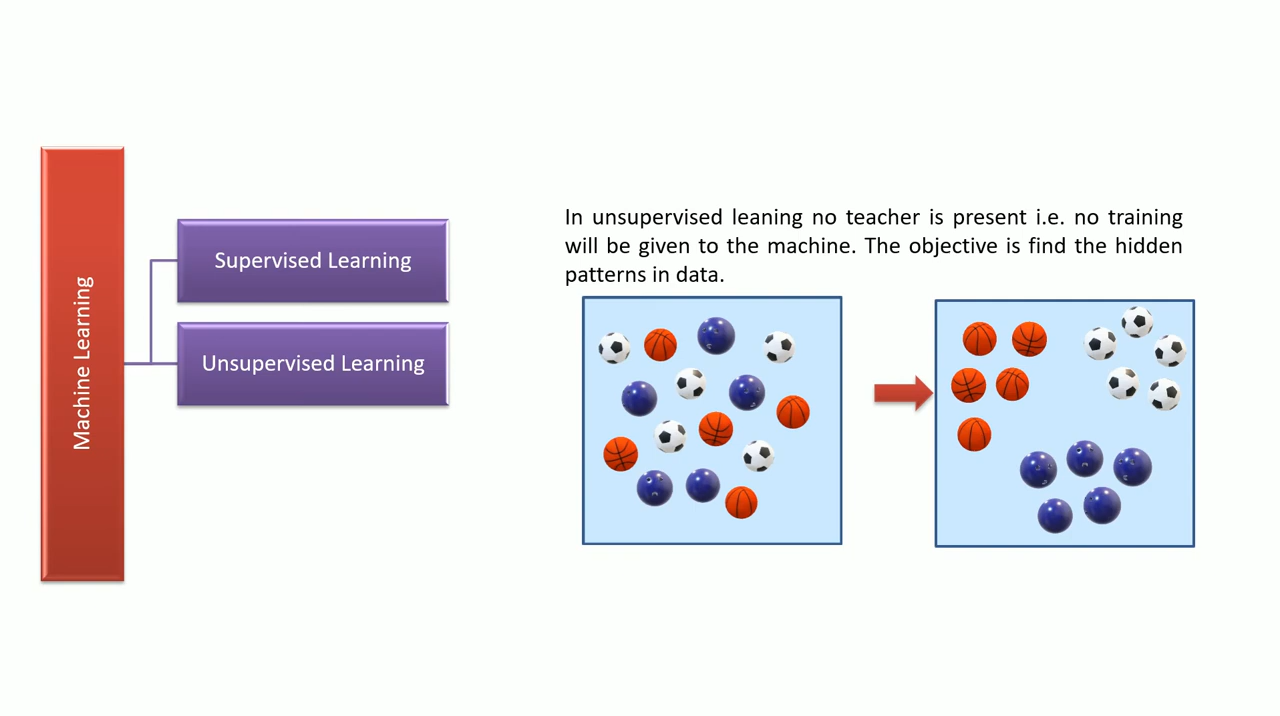 Machine Learning
Supervised Learning
Unsupervised Learning
In unsupervised leaning no teacher is present i.e. no training
will be given to the machine. The objective is find the hidden
patterns in data.